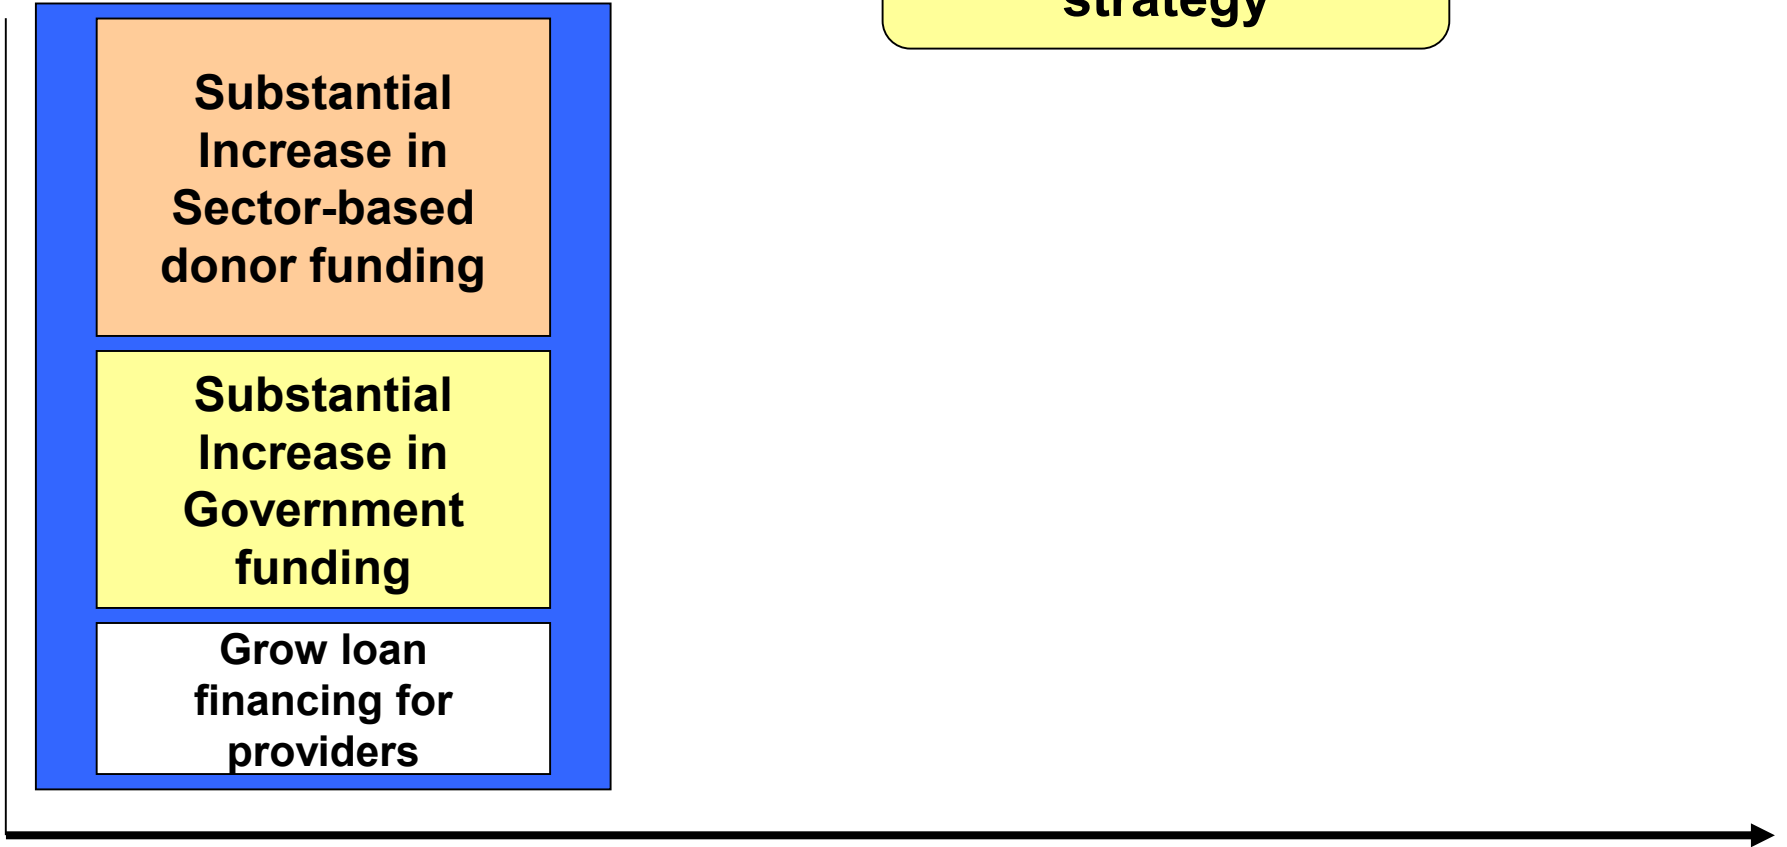 strategy
Substantial
Increase in
Sector-based
donor funding
Substantial
Increase in
Government
funding
Grow loan
financing for
providers